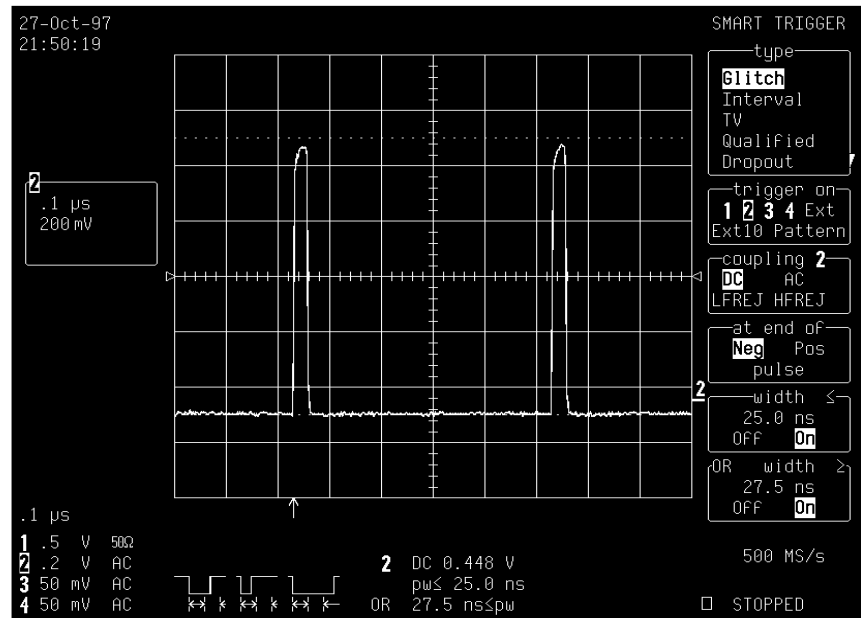 27-Oct-97
21:50:19
2
.1 µs
200mV
.1 µs
1 .5 V 50Ω
2 .2 V AC
3 50 mV AC
4 50 mV AC
2 DC 0.448 V
pw≤ 25.0 ns
OR 27.5 ns≤pw
2
SMART TRIGGER
type
Glitch
Interval
TV
Qualified
Dropout
trigger on
1 2 3 4 Ext
Ext10 Pattern
coupling 2
DC AC
LFREJ HFREJ
at end of
Neg Pos
pulse
width ≤
25.0 ns
Off On
OR width ≥
27.5 ns
Off On
500 MS/s
STOPPED